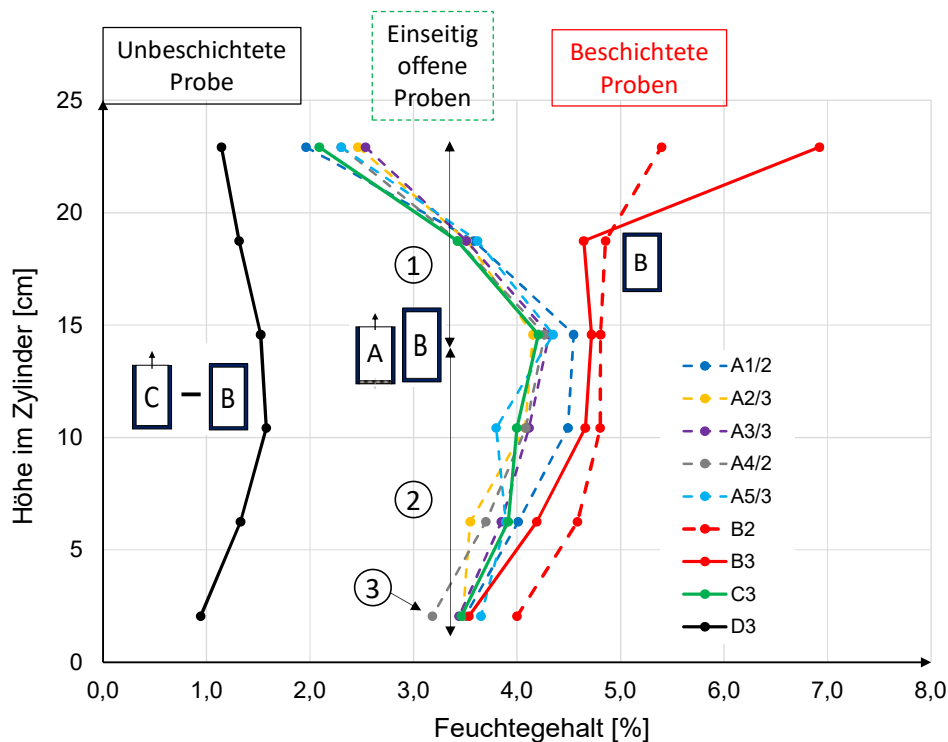 Unbeschichtete
Probe
Einseitig
offene
Proben
Beschichtete
Proben
25
20
15
10
5
0
Höhe im Zylinder [cm]
1
2
3
A
B
B
C
B
A1/2
A2/3
A3/3
A4/2
A5/3
B2
B3
C3
D3
0,0 1,0 2,0 3,0 4,0 5,0 6,0 7,0 8,0
Feuchtegehalt [%]